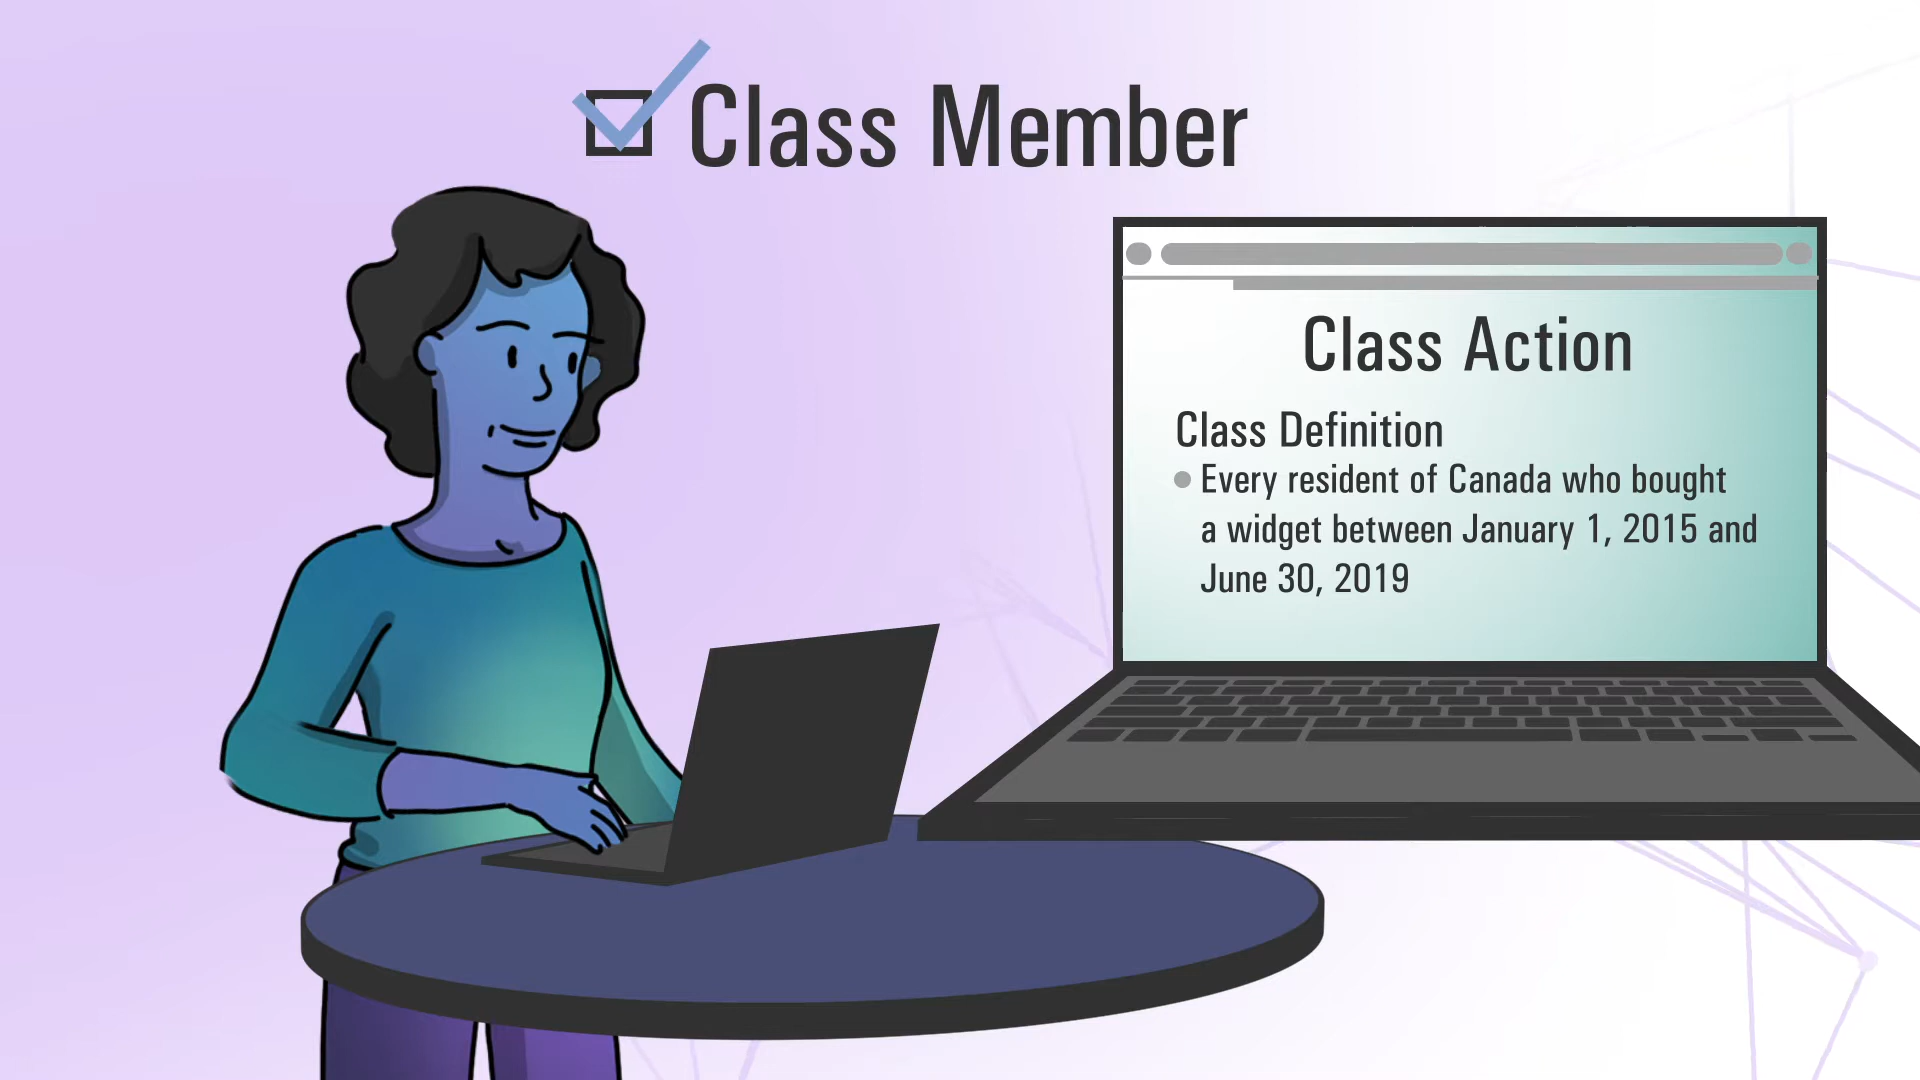 Class Member
Class Action
Class Definition
Every resident of Canada who bought
a widget between January 1, 2015 and
June 30, 2019